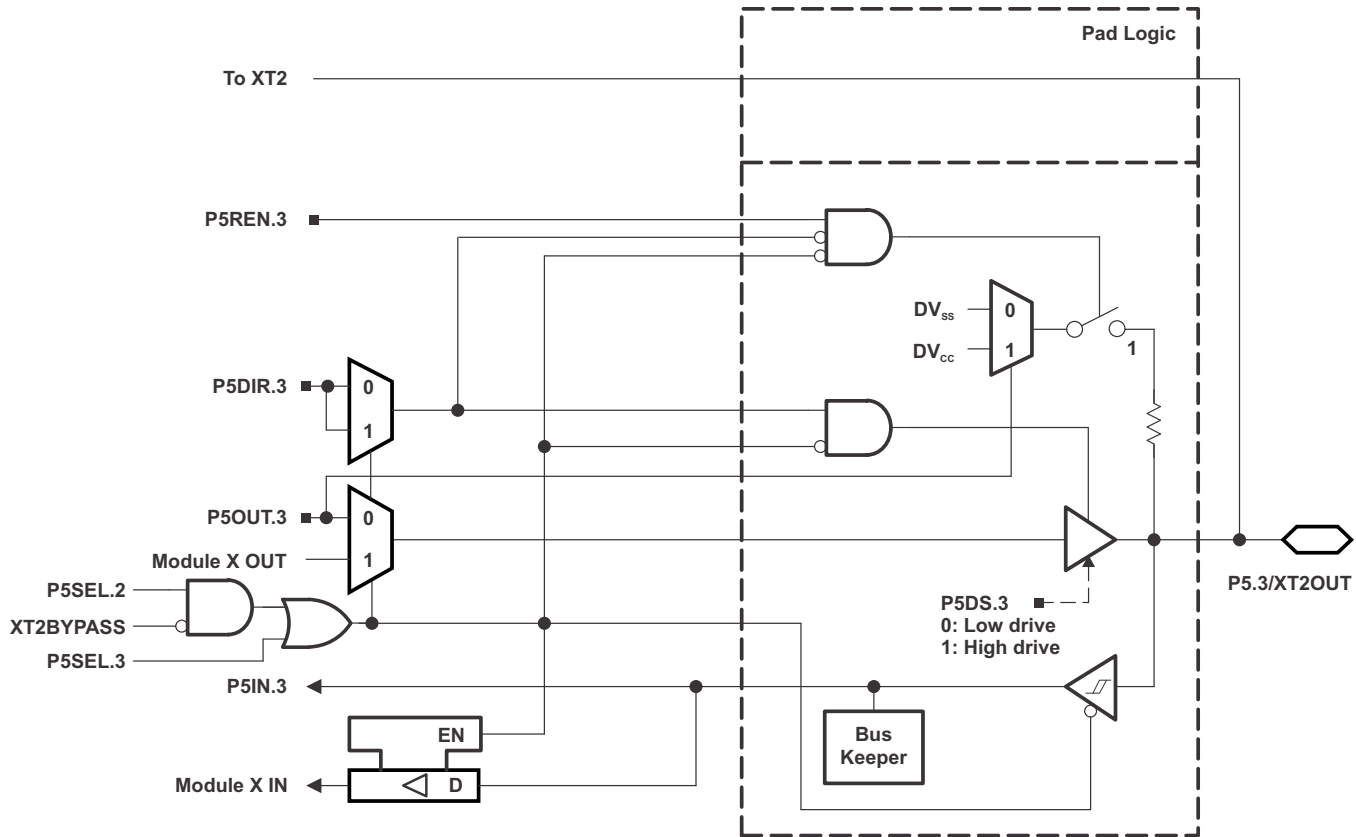 Pad Logic
To XT2
P5REN.3
DVSS
0
DVCC
1
1
P5DIR.3
0
1
P5OUT.3
0
Module X OUT
1
P5SEL.2
XT2BYPASS
P5SEL.3
P5.3/XT2OUT
P5DS.3
0: Low drive
1: High drive
P5IN.3
Bus
Keeper
EN
Module X IN
D